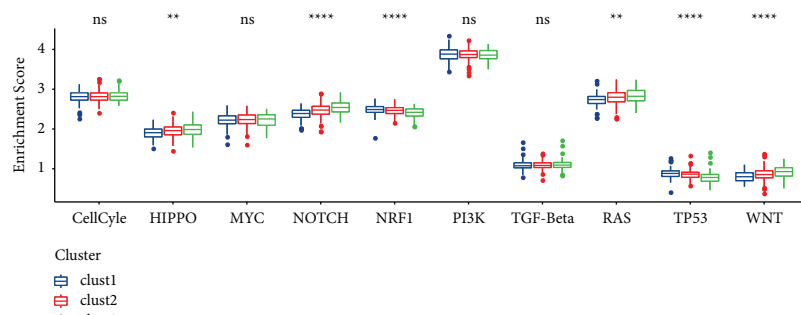 ns ** ns **** **** ns ns ** **** ****
Enrichment Score
4
3
2
1
CellCyle HIPPO MYC NOTCH NRF1 PI3K TGF-Beta RAS TP53 WNT
Cluster
clust1
clust2